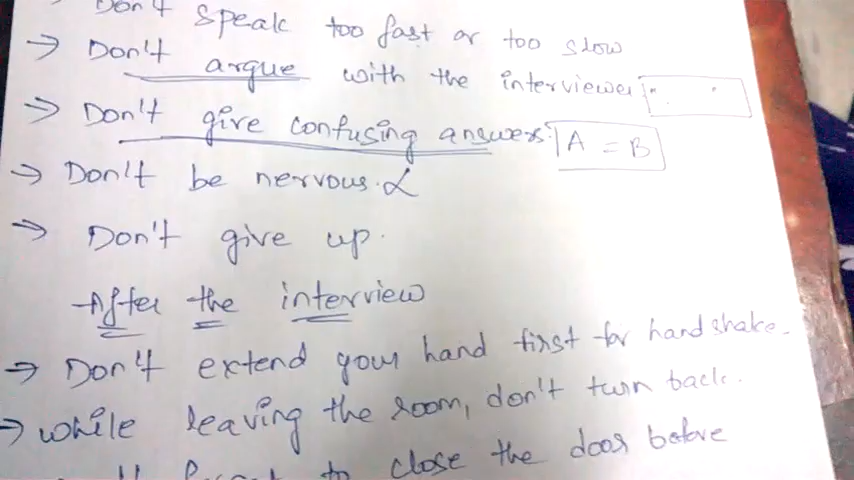 Don't speak too fast or too slow
→ Don't argue with the interviewer
→ Don't give confusing answers. A = B
→ Don't be nervous.
→ Don't give up.
After the interview
→ Don't extend your hand first for handshake.
→ while leaving the room, don't turn back.
to close the door before